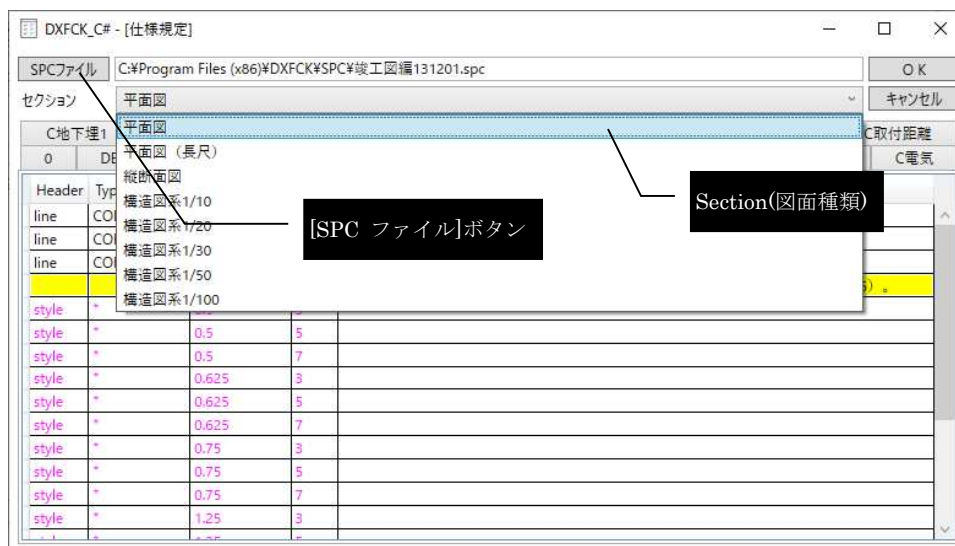 DXFCK_C# - [仕様規定]
SPCファイル C:¥Program Files (x86)¥DXFCK¥SPC¥竣工図編131201.spc OK
セクション 平面図 キャンセル
C地下埋1 平面図 C取付距離
0 平面図（長尺） C電気
縦断面図
Header
構造図系1/10
Section(図面種類)
line
構造図系1/20
[SPC ファイル]ボタン
line
構造図系1/30
line
構造図系1/50
構造図系1/100
。
style *
style * 0.5 5
style * 0.5 7
style * 0.625 3
style * 0.625 5
style * 0.625 7
style * 0.75 3
style * 0.75 5
style * 0.75 7
style * 1.25 3